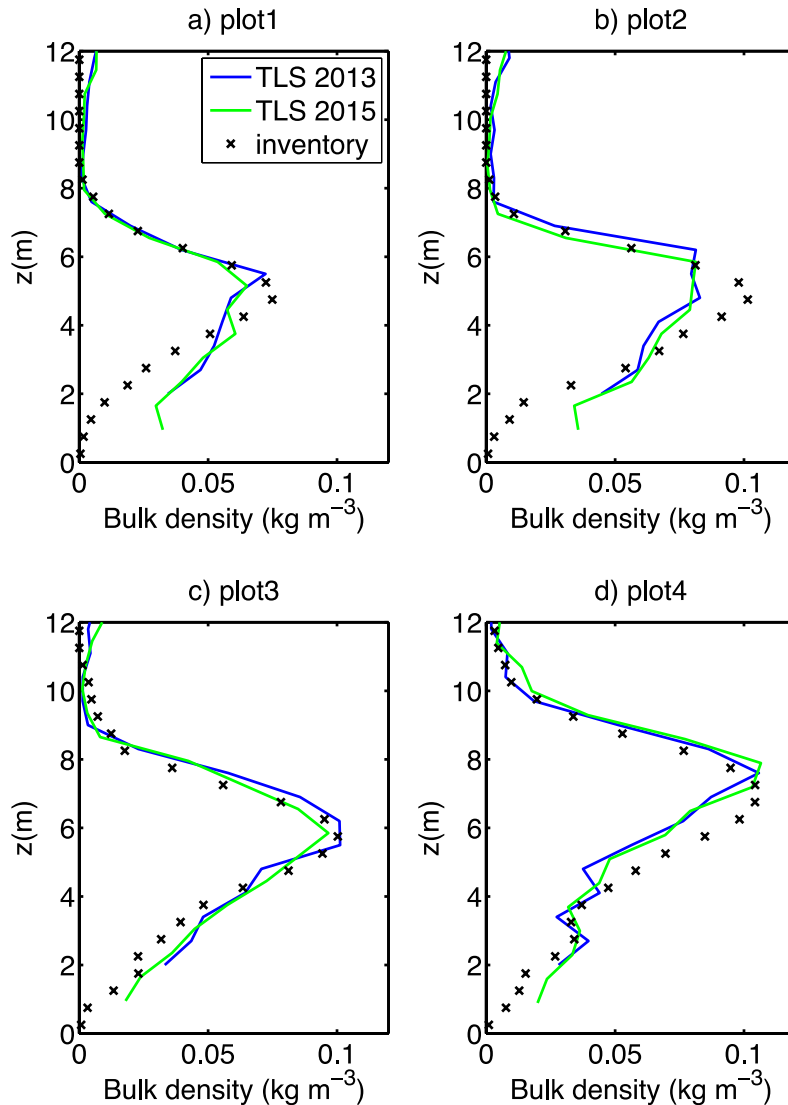 a) plot1
12
10
8
6
4
2
0
z(m)
0
0.05
0.1
Bulk density (kg m⁻³)
TLS 2013
TLS 2015
inventory
b) plot2
12
10
8
6
4
2
0
z(m)
0
0.05
0.1
Bulk density (kg m⁻³)
c) plot3
12
10
8
6
4
2
0
z(m)
0
0.05
0.1
Bulk density (kg m⁻³)
d) plot4
12
10
8
6
4
2
0
z(m)
0
0.05
0.1
Bulk density (kg m⁻³)